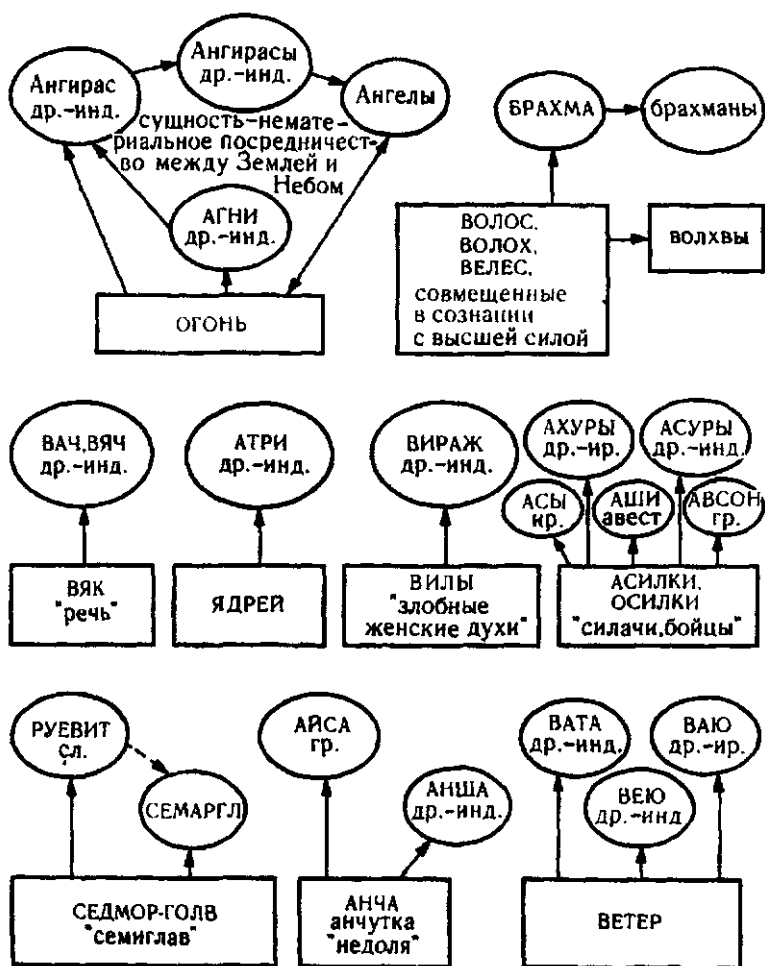 Ангирас
др.-инд.
Ангирасы
др.-инд.
Ангелы
сущность-немате-
риальное посредничест-
во между Землей и
Небом
АГНИ
др.-инд.
ОГОНЬ
БРАХМА
брахманы
ВОЛОС,
ВОЛОХ,
ВЕЛЕС,
совмещенные
в сознании
с высшей силой
волхвы
ВАЧ,ВЯЧ
др.-инд.
ВЯК
"речь"
АТРИ
др.-инд.
ЯДРЕЙ
ВИРАЖ
др.-инд.
ВИЛЫ
"злобные
женские духи"
АХУРЫ
др.-ир.
АСУРЫ
др.-инд.
АСЫ
ир.
АШИ
авест
АВСОН
гр.
АСИЛКИ,
ОСИЛКИ
"силачи,бойцы"
РУЕВИТ
сл.
СЕМАРГЛ
СЕДМОР-ГОЛВ
"семиглав"
АЙСА
гр.
АНША
др.-инд.
АНЧА
анчутка
"недоля"
ВАТА
др.-инд.
ВЕЮ
др.-инд
ВАЮ
др.-ир.
ВЕТЕР